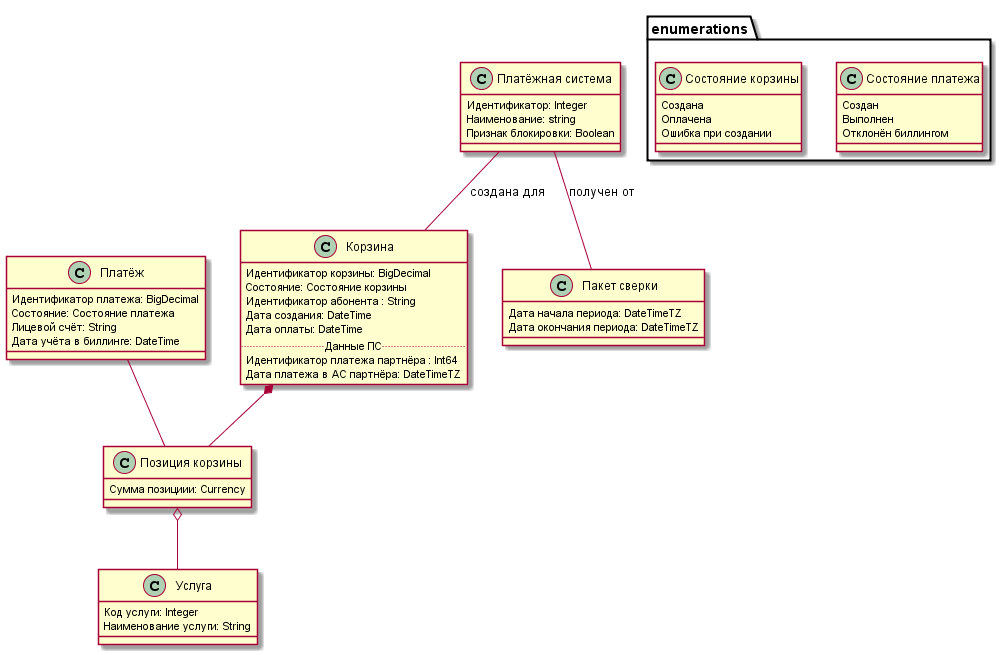 enumerations
C Платёжная система
Идентификатор: Integer
Наименование: string
Признак блокировки: Boolean
C Состояние корзины
Создана
Оплачена
Ошибка при создании
C Состояние платежа
Создан
Выполнен
Отклонён биллингом
создана для
получен от
C Платёж
Идентификатор платежа: BigDecimal
Состояние: Состояние платежа
Лицевой счёт: String
Дата учёта в биллинге: DateTime
C Корзина
Идентификатор корзины: BigDecimal
Состояние: Состояние корзины
Идентификатор абонента : String
Дата создания: DateTime
Дата оплаты: DateTime
Данные ПС
Идентификатор платежа партнёра : Int64
Дата платежа в АС партнёра: DateTimeTZ
C Пакет сверки
Дата начала периода: DateTimeTZ
Дата окончания периода: DateTimeTZ
C Позиция корзины
Сумма позициии: Currency
C Услуга
Код услуги: Integer
Наименование услуги: String